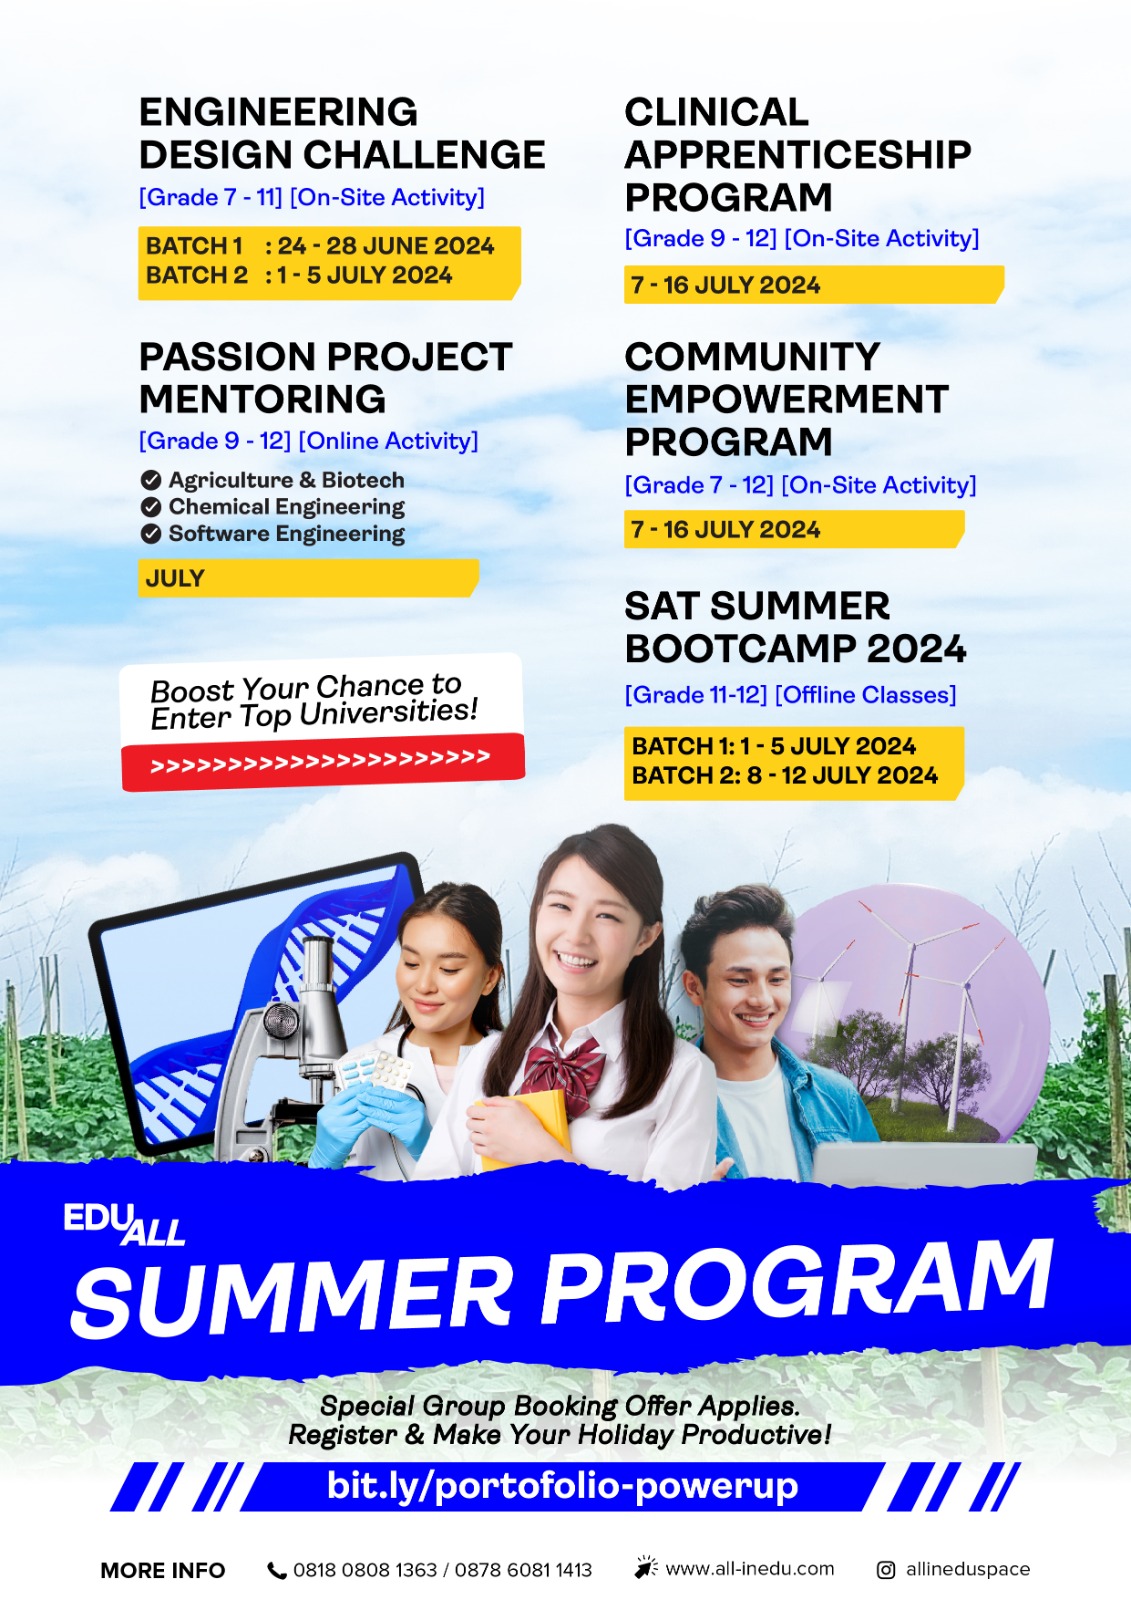 ENGINEERING
DESIGN CHALLENGE
[Grade 7 - 11] [On-Site Activity]
BATCH 1 : 24 - 28 JUNE 2024
BATCH 2 : 1 - 5 JULY 2024
PASSION PROJECT
MENTORING
[Grade 9 - 12] [Online Activity]
Agriculture & Biotech
Chemical Engineering
Software Engineering
JULY
Boost Your Chance to
Enter Top Universities!
>>>>>>>>>>>>>>>>>>>>>>
CLINICAL
APPRENTICESHIP
PROGRAM
[Grade 9 - 12] [On-Site Activity]
7 - 16 JULY 2024
COMMUNITY
EMPOWERMENT
PROGRAM
[Grade 7 - 12] [On-Site Activity]
7 - 16 JULY 2024
SAT SUMMER
BOOTCAMP 2024
[Grade 11-12] [Offline Classes]
BATCH 1: 1 - 5 JULY 2024
BATCH 2: 8 - 12 JULY 2024
EDU
ALL
SUMMER PROGRAM
Special Group Booking Offer Applies.
Register & Make Your Holiday Productive!
bit.ly/portofolio-powerup
MORE INFO 0818 0808 1363 / 0878 6081 1413 www.all-inedu.com allineduspace